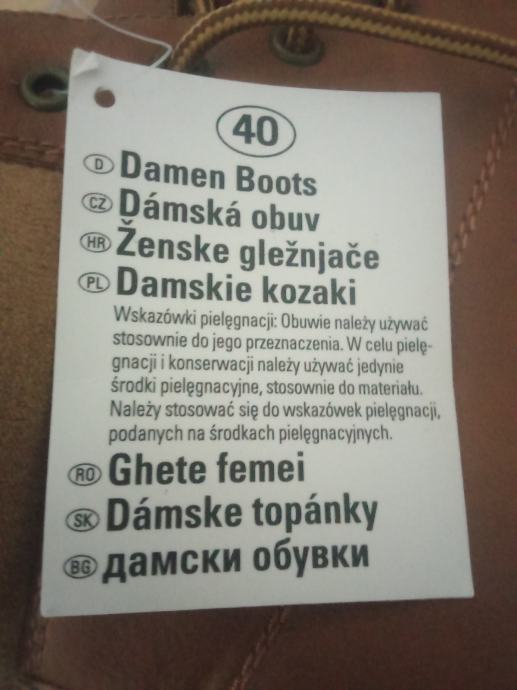 40
D Damen Boots
CZ Dámská obuv
HR Ženske gležnjače
PL Damskie kozaki
Wskazówki pielęgnacji: Obuwie należy używać
stosownie do jego przeznaczenia. W celu pielę-
gnacji i konserwacji należy używać jedynie
środki pielęgnacyjne, stosownie do materiału.
Należy stosować się do wskazówek pielęgnacji,
podanych na środkach pielęgnacyjnych.
RO Ghete femei
SK Dámske topánky
BG дамски обувки